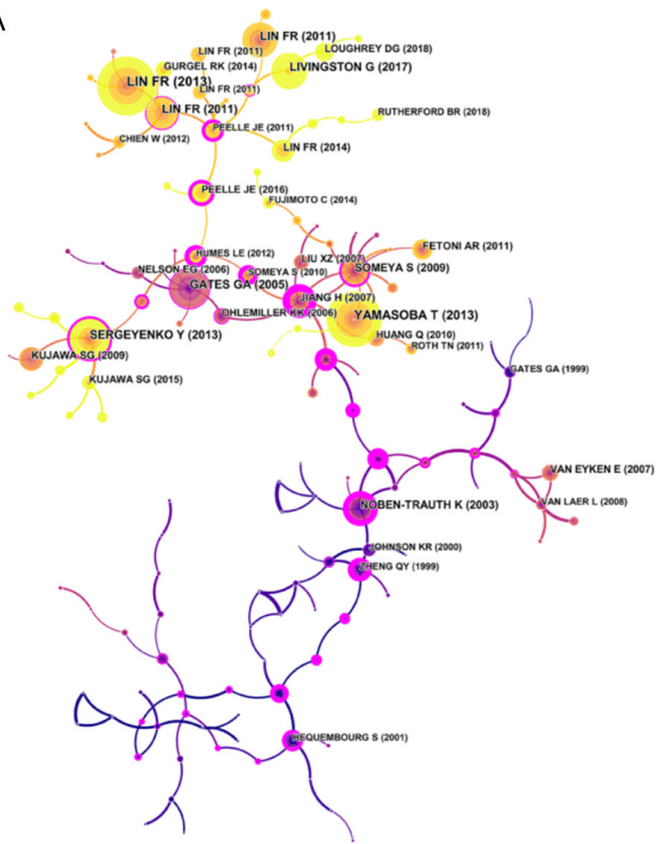 A
LIN FR (2011)
LIN FR (2011)
LOUGHREY DG (2018)
GURGEL RK (2014)
LIVINGSTON G (2017)
LIN FR (2013)
LIN FR (2011)
LIN FR (2011)
RUTHERFORD BR (2018)
PEELLE JE (2011)
CHIEN W (2012)
LIN FR (2014)
PEELLE JE (2016)
FUJIMOTO C (2014)
FETONI AR (2011)
HUMES LE (2012)
LIU XZ (2007)
NELSON EG (2006)
SOMEYA S (2010)
SOMEYA S (2009)
GATES GA (2005)
JIANG H (2007)
OHLEMILLER KK (2006)
YAMASOBA T (2013)
SERGEYENKO Y (2013)
HUANG Q (2010)
ROTH TN (2011)
KUJAWA SG (2009)
GATES GA (1999)
KUJAWA SG (2015)
VAN EYKEN E (2007)
VAN LAER L (2008)
NOBEN-TRAUTH K (2003)
JOHNSON KR (2000)
ZHENG QY (1999)
HEQUEMBOURG S (2001)